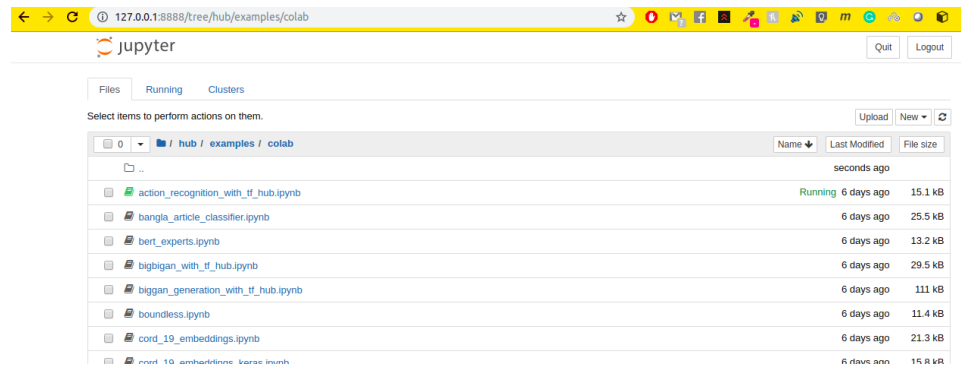 127.0.0.1:8888/tree/hub/examples/colab
jupyter
Quit Logout
Files Running Clusters
Select items to perform actions on them.
Upload New
0 / hub / examples / colab Name Last Modified File size
.. seconds ago
action_recognition_with_tf_hub.ipynb Running 6 days ago 15.1 kB
bangla_article_classifier.ipynb 6 days ago 25.5 kB
bert_experts.ipynb 6 days ago 13.2 kB
bigbigan_with_tf_hub.ipynb 6 days ago 29.5 kB
biggan_generation_with_tf_hub.ipynb 6 days ago 111 kB
boundless.ipynb 6 days ago 11.4 kB
cord_19_embeddings.ipynb 6 days ago 21.3 kB
cord_19_embeddings_keras.ipynb 6 days ago 15.8 kB